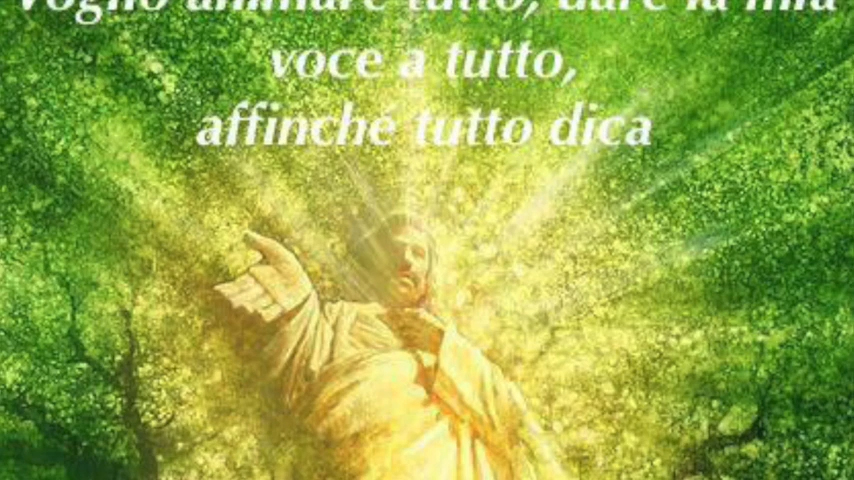 Voglio animare tutto, dare la mia
voce a tutto,
affinché tutto dica